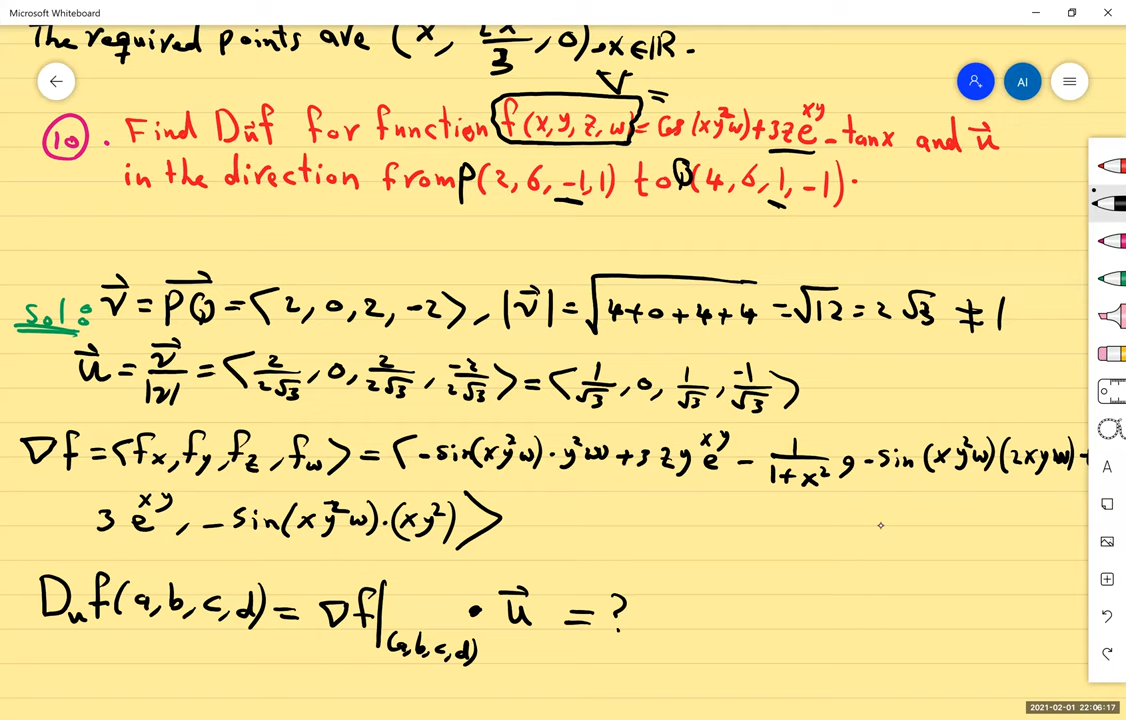 Microsoft Whiteboard
The required points are (x, 2x/3, 0), x ∈ ℝ.
V =
10. Find Dūf for function f(x,y,z,w) = Cos(xy²w) + 3ze^xy - tanx and u⃗
in the direction from P(2,6,-1,1) to Q(4,6,1,-1).
Sol: v⃗ = PQ⃗ = <2, 0, 2, -2>, |v⃗| = √4+0+4+4 = √12 = 2√3 ≠ 1
u⃗ = v⃗/|v| = <2/2√3, 0, 2/2√3, -2/2√3> = <1/√3, 0, 1/√3, -1/√3>
∇f = <fx, fy, fz, fw> = <-sin(xy²w)·y²w + 3zy e^xy - 1/1+x², -sin(xy²w)(2xyw) +
3e^xy, -sin(xy²w)·(xy²)>
Duf(a,b,c,d) = ∇f|(a,b,c,d) · u⃗ = ?
AI
A
2021-02-01 22:06:17